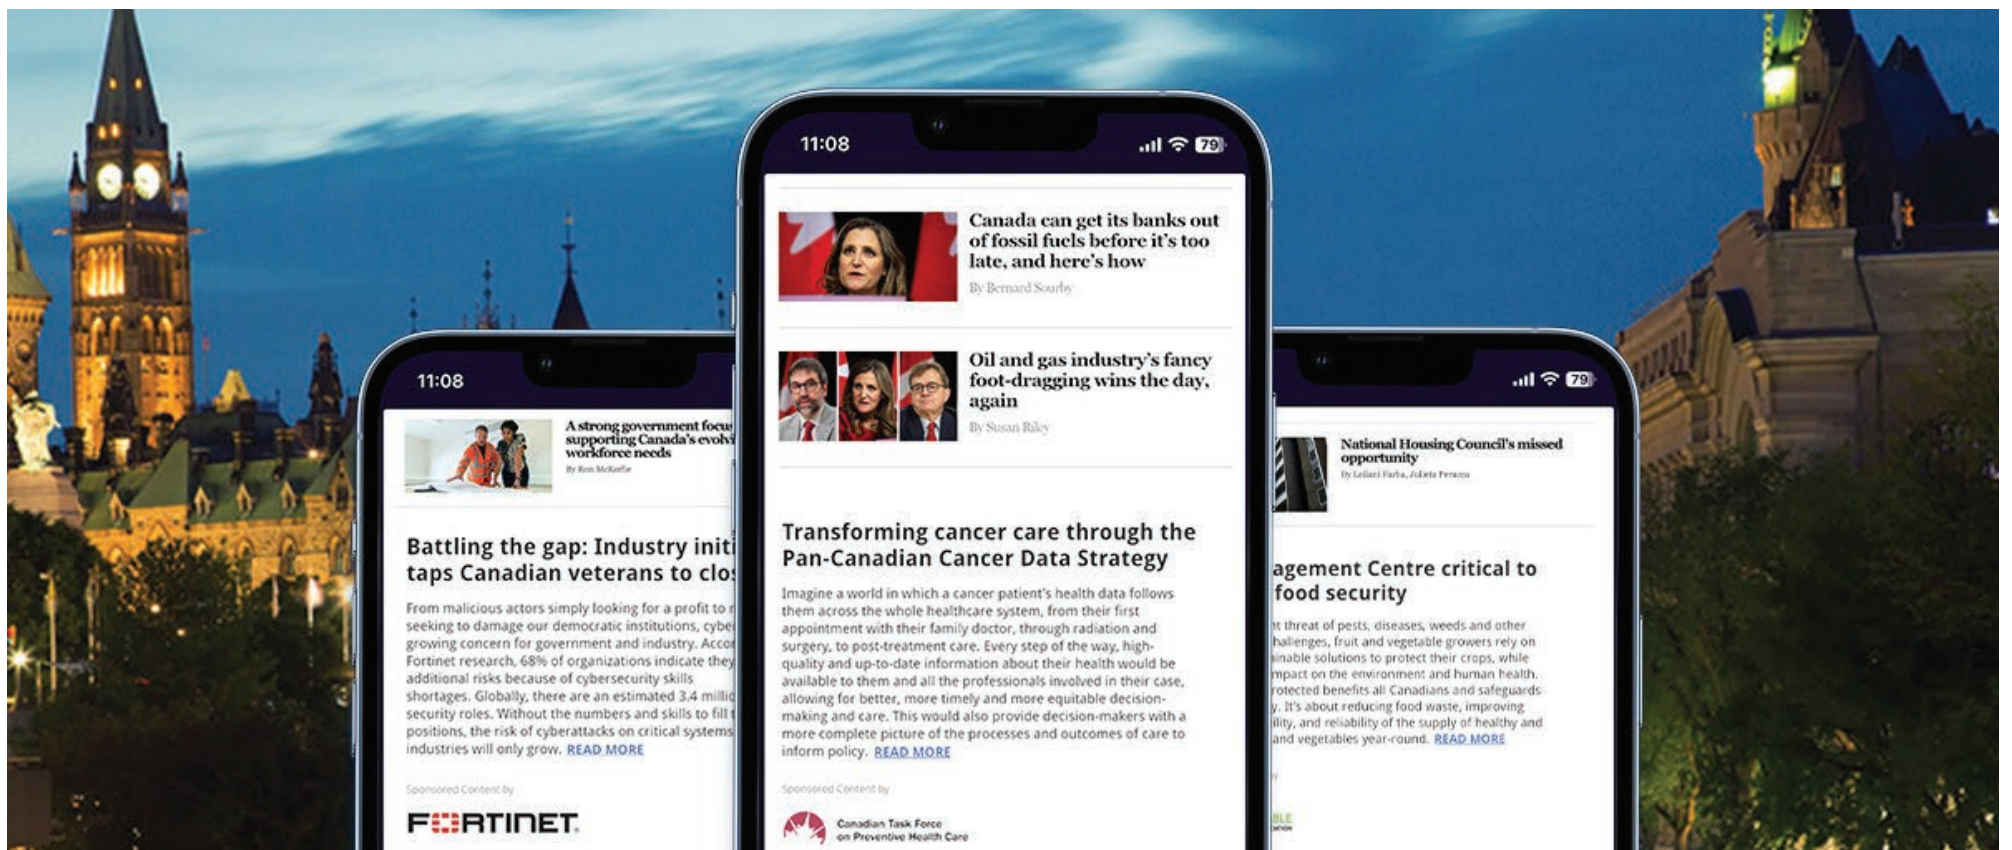 11:08
A strong government focu
supporting Canada's evolvi
workforce needs
By Ron McKerlie
Battling the gap: Industry initi
taps Canadian veterans to clo
From malicious actors simply looking for a profit to
seeking to damage our democratic institutions, cybe
growing concern for government and industry. Accor
Fortinet research, 68% of organizations indicate they
additional risks because of cybersecurity skills
shortages. Globally, there are an estimated 3.4 millio
security roles. Without the numbers and skills to fill
positions, the risk of cyberattacks on critical systems
industries will only grow. READ MORE
Sponsored Content by
FORTINET
11:08
79
Canada can get its banks out
of fossil fuels before it's too
late, and here's how
By Bernard Sourby
Oil and gas industry's fancy
foot-dragging wins the day,
again
By Susan Riley
Transforming cancer care through the
Pan-Canadian Cancer Data Strategy
Imagine a world in which a cancer patient's health data follows
them across the whole healthcare system, from their first
appointment with their family doctor, through radiation and
surgery, to post-treatment care. Every step of the way, high-
quality and up-to-date information about their health would be
available to them and all the professionals involved in their case,
allowing for better, more timely and more equitable decision-
making and care. This would also provide decision-makers with a
more complete picture of the processes and outcomes of care to
inform policy. READ MORE
Sponsored Content by
Canadian Task Force
on Preventive Health Care
79
National Housing Council's missed
opportunity
By Leilani Farha, Julieta Perucca
agement Centre critical to
food security
t threat of pests, diseases, weeds and other
hallenges, fruit and vegetable growers rely on
inable solutions to protect their crops, while
mpact on the environment and human health.
rotected benefits all Canadians and safeguards
y. It's about reducing food waste, improving
ility, and reliability of the supply of healthy and
and vegetables year-round. READ MORE
BLE